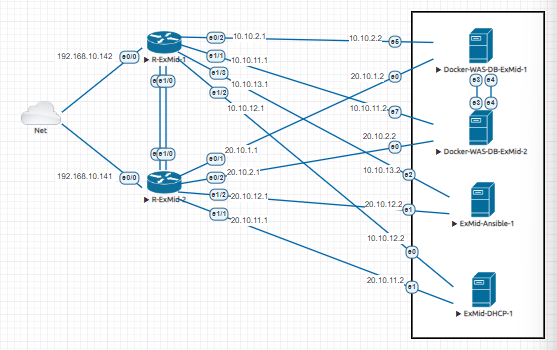 e0/2
10.10.2.1
10.10.2.2
e5
192.168.10.142
e0/0
R-ExMid-1
e1/1
10.10.11.1
Docker-WAS-DB-ExMid-1
e1/3
10.10.13.1
20.10.1.2
e0
e1/0
e3
e4
e1/2
10.10.12.1
10.10.11.2
e7
e3
e4
20.10.2.2
e0
e1/0
20.10.1.1
e0/1
Docker-WAS-DB-ExMid-2
192.168.10.141
e0/0
e0/2
20.10.2.1
10.10.13.2
e2
R-ExMid-2
e1/2
20.10.12.1
20.10.12.2
e1
e1/1
20.10.11.1
ExMid-Ansible-1
10.10.12.2
e0
20.10.11.2
e1
ExMid-DHCP-1
Net